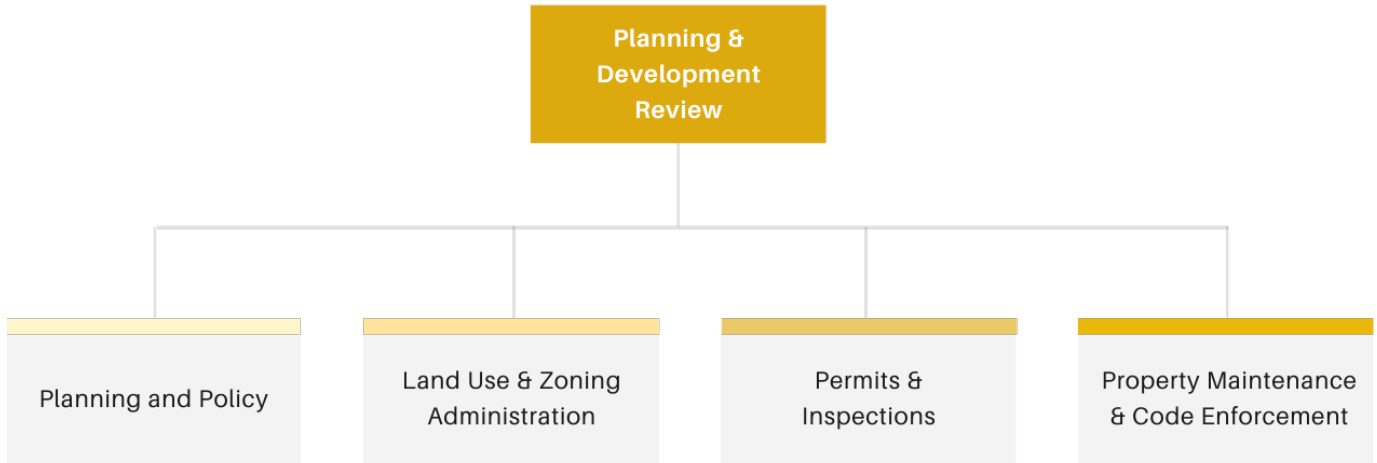 Planning &
Development
Review
Planning and Policy
Land Use & Zoning
Administration
Permits &
Inspections
Property Maintenance
& Code Enforcement